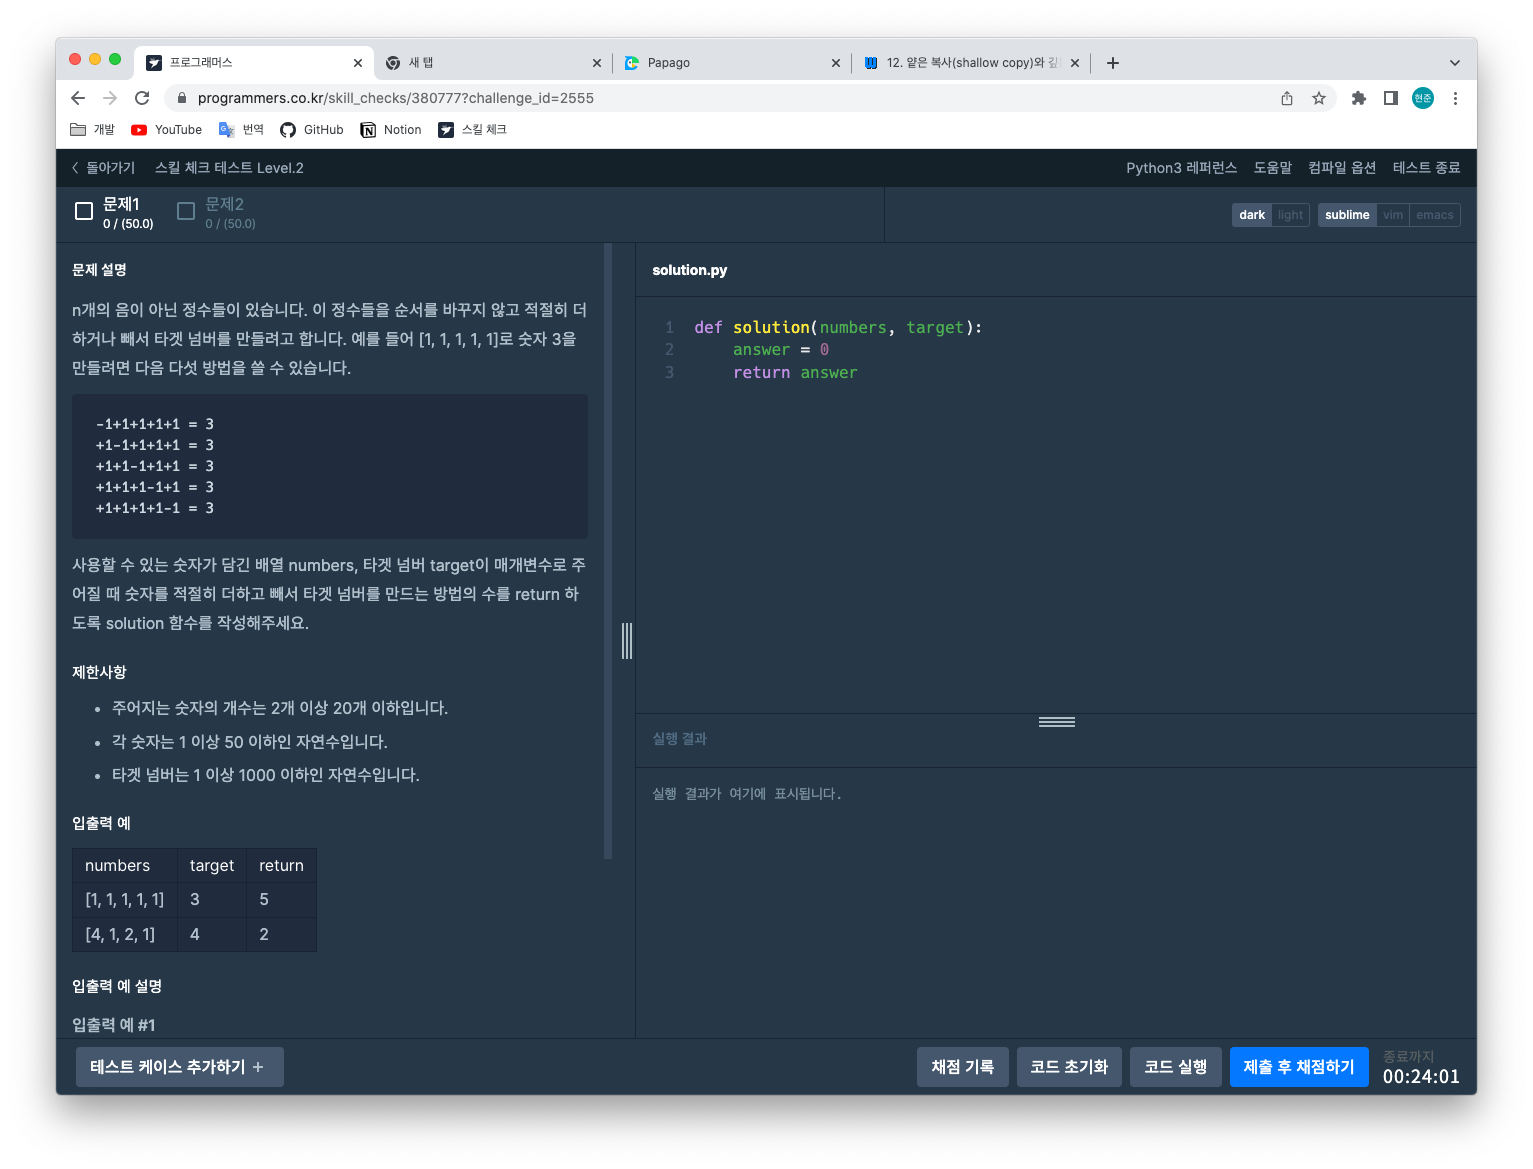 프로그래머스
새 탭
Papago
12. 얕은 복사(shallow copy)와 깊
programmers.co.kr/skill_checks/380777?challenge_id=2555
현준
개발
YouTube
번역
GitHub
Notion
스킬 체크
돌아가기
스킬 체크 테스트 Level.2
Python3 레퍼런스
도움말
컴파일 옵션
테스트 종료
문제1
0 / (50.0)
문제2
0 / (50.0)
dark light
sublime vim emacs
문제 설명
n개의 음이 아닌 정수들이 있습니다. 이 정수들을 순서를 바꾸지 않고 적절히 더
하거나 빼서 타겟 넘버를 만들려고 합니다. 예를 들어 [1, 1, 1, 1, 1]로 숫자 3을
만들려면 다음 다섯 방법을 쓸 수 있습니다.
-1+1+1+1+1 = 3
+1-1+1+1+1 = 3
+1+1-1+1+1 = 3
+1+1+1-1+1 = 3
+1+1+1+1-1 = 3
사용할 수 있는 숫자가 담긴 배열 numbers, 타겟 넘버 target이 매개변수로 주
어질 때 숫자를 적절히 더하고 빼서 타겟 넘버를 만드는 방법의 수를 return 하
도록 solution 함수를 작성해주세요.
제한사항
• 주어지는 숫자의 개수는 2개 이상 20개 이하입니다.
• 각 숫자는 1 이상 50 이하인 자연수입니다.
• 타겟 넘버는 1 이상 1000 이하인 자연수입니다.
입출력 예
numbers target return
[1, 1, 1, 1, 1] 3 5
[4, 1, 2, 1] 4 2
입출력 예 설명
입출력 예 #1
solution.py
1 def solution(numbers, target):
2     answer = 0
3     return answer
실행 결과
실행 결과가 여기에 표시됩니다.
테스트 케이스 추가하기 +
채점 기록
코드 초기화
코드 실행
제출 후 채점하기
종료까지
00:24:01